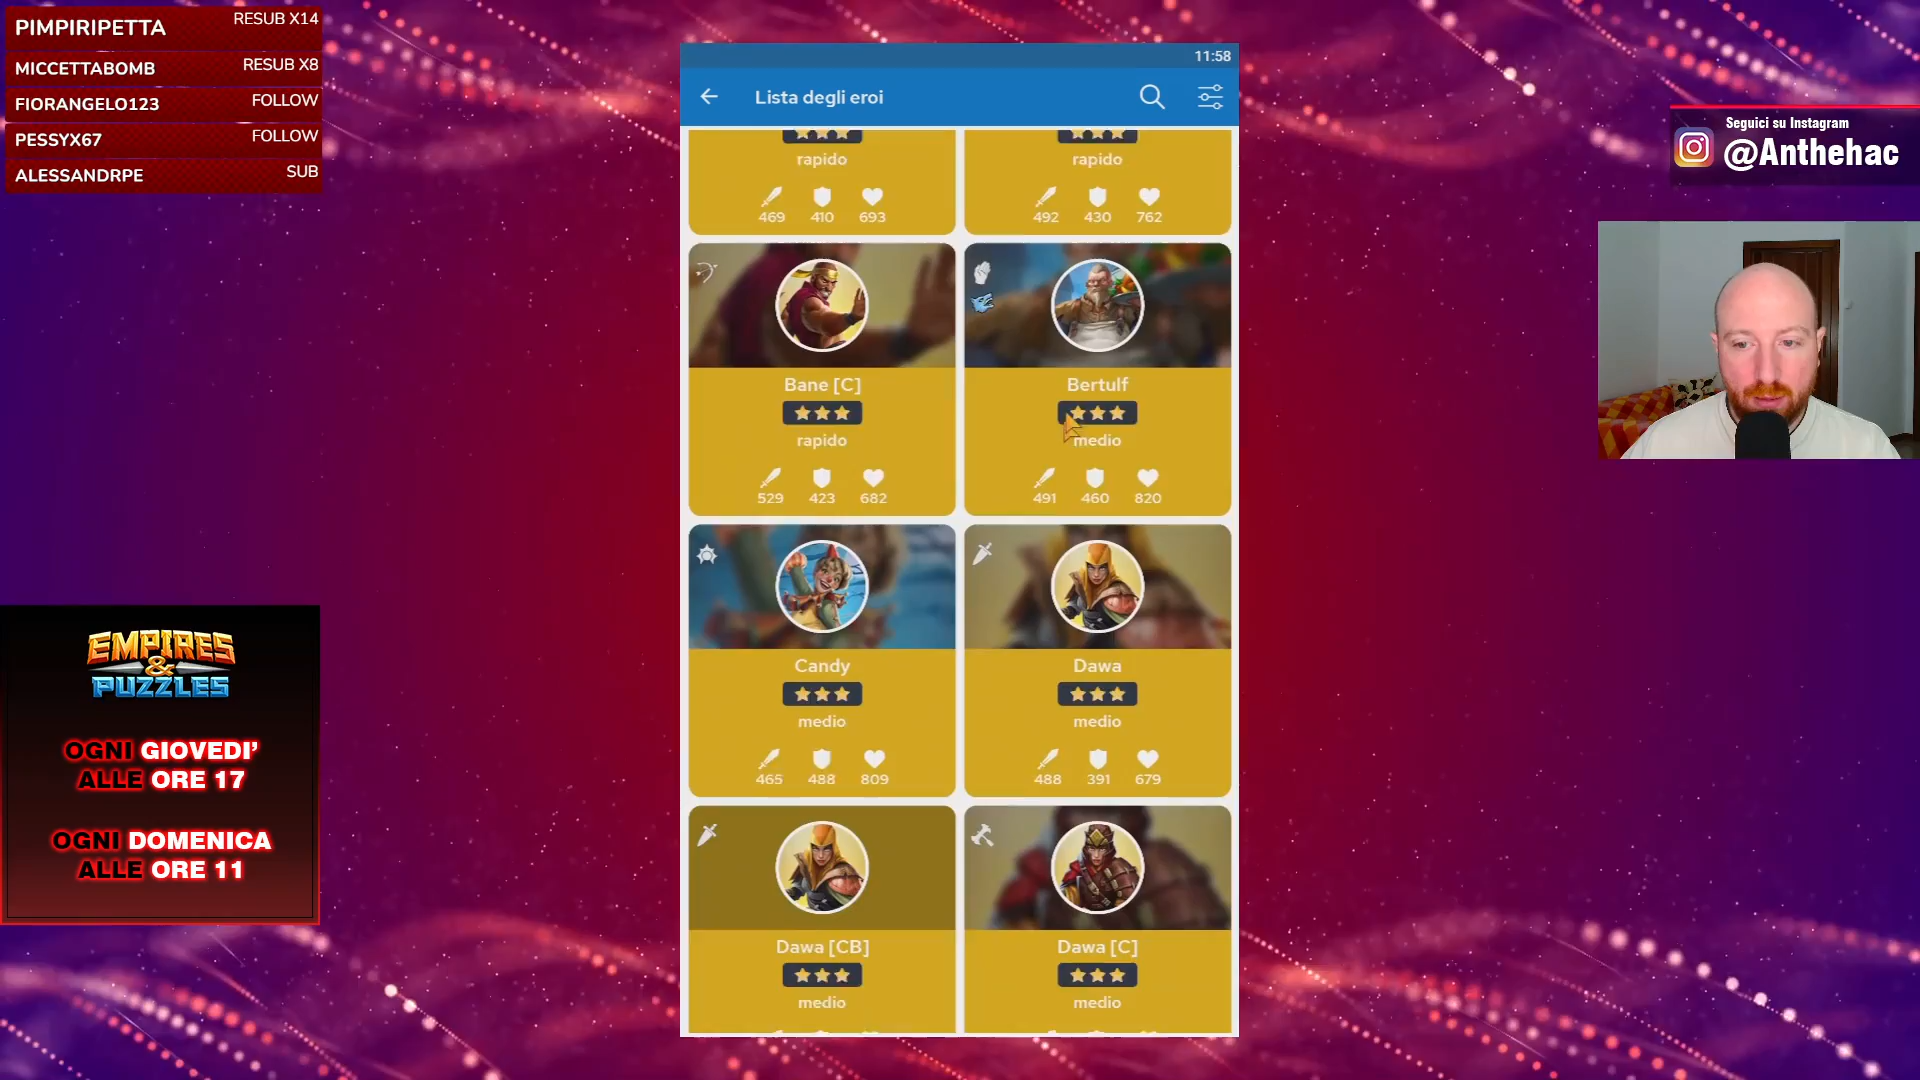 PIMPIRIPETTA RESUB X14
MICCETTABOMB RESUB X8
FIORANGELO123 FOLLOW
PESSYX67 FOLLOW
ALESSANDRPE SUB
11:58
Lista degli eroi
rapido rapido
469 410 693 492 430 762
Bane [C] Bertulf
rapido medio
529 423 682 491 460 820
Candy Dawa
medio medio
465 488 809 488 391 679
Dawa [CB] Dawa [C]
medio medio
Seguici su Instagram
@Anthehac
EMPIRES
&
PUZZLES
OGNI GIOVEDI'
ALLE ORE 17
OGNI DOMENICA
ALLE ORE 11